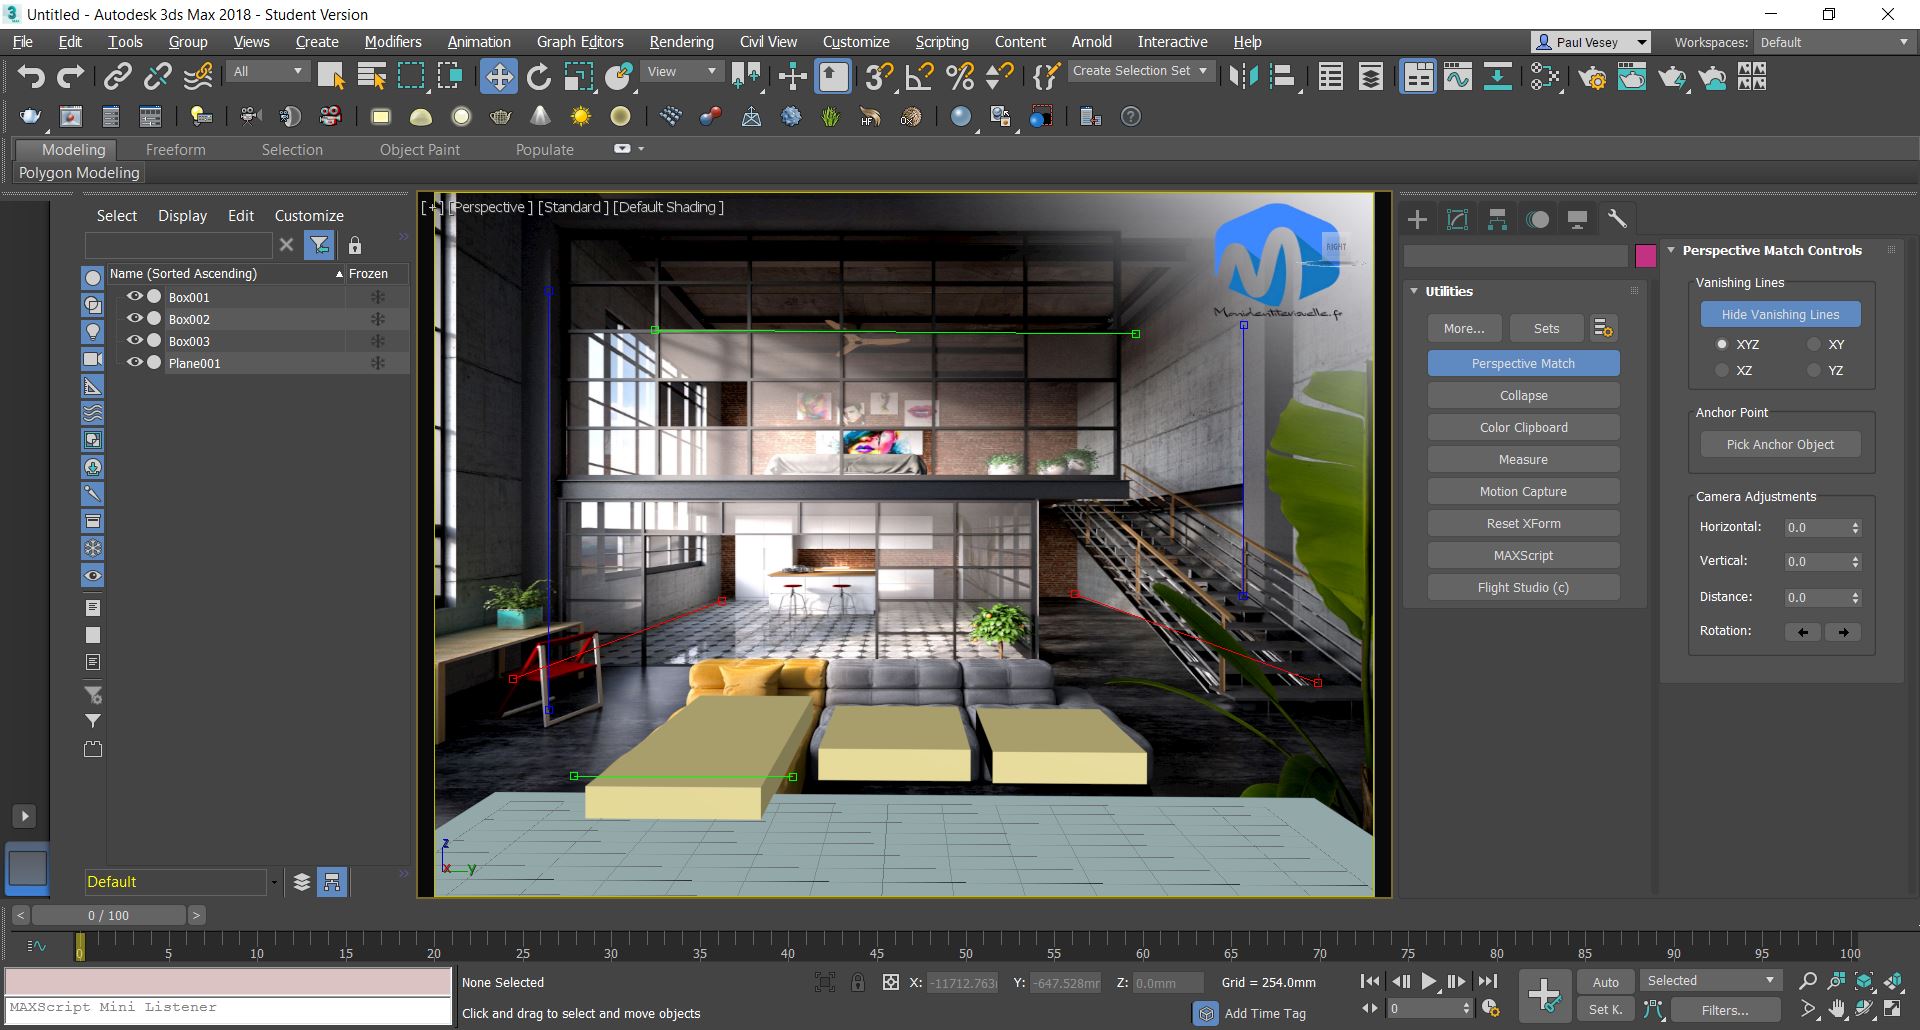 Untitled - Autodesk 3ds Max 2018 - Student Version
File Edit Tools Group Views Create Modifiers Animation Graph Editors Rendering Civil View Customize Scripting Content Arnold Interactive Help
Paul Vesey
Workspaces: Default
All
View
Create Selection Set
HF
Modeling Freeform Selection Object Paint Populate
Polygon Modeling
Select Display Edit Customize
Name (Sorted Ascending) Frozen
Box001
Box002
Box003
Plane001
Default
[+] [Perspective ] [Standard ] [Default Shading ]
RIGHT
Monidentitevisuelle.fr
z
x y
Utilities
More... Sets
Perspective Match
Collapse
Color Clipboard
Measure
Motion Capture
Reset XForm
MAXScript
Flight Studio (c)
Perspective Match Controls
Vanishing Lines
Hide Vanishing Lines
XYZ XY
XZ YZ
Anchor Point
Pick Anchor Object
Camera Adjustments
Horizontal: 0.0
Vertical: 0.0
Distance: 0.0
Rotation:
< 0 / 100 >
0 5 10 15 20 25 30 35 40 45 50 55 60 65 70 75 80 85 90 95 100
MAXScript Mini Listener
None Selected
Click and drag to select and move objects
X: -11712.763 Y: -647.528mr Z: 0.0mm Grid = 254.0mm
Add Time Tag
0
Auto Selected
Set K. Filters...